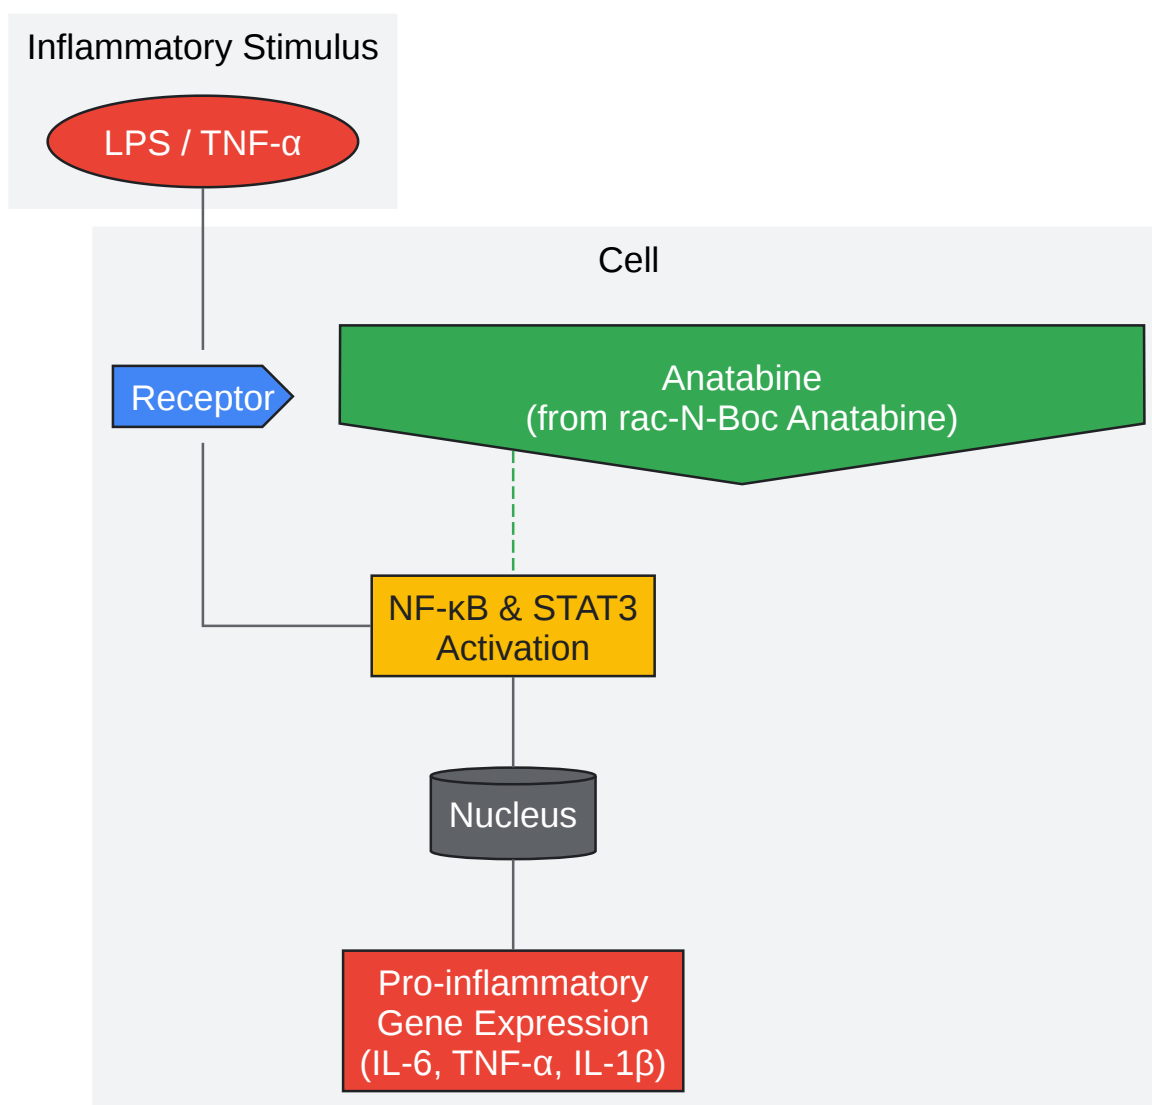 Inflammatory Stimulus
LPS / TNF-α
Cell
Receptor
Anatabine
(from rac-N-Boc Anatabine)
NF-κB & STAT3
Activation
Nucleus
Pro-inflammatory
Gene Expression
(IL-6, TNF-α, IL-1β)